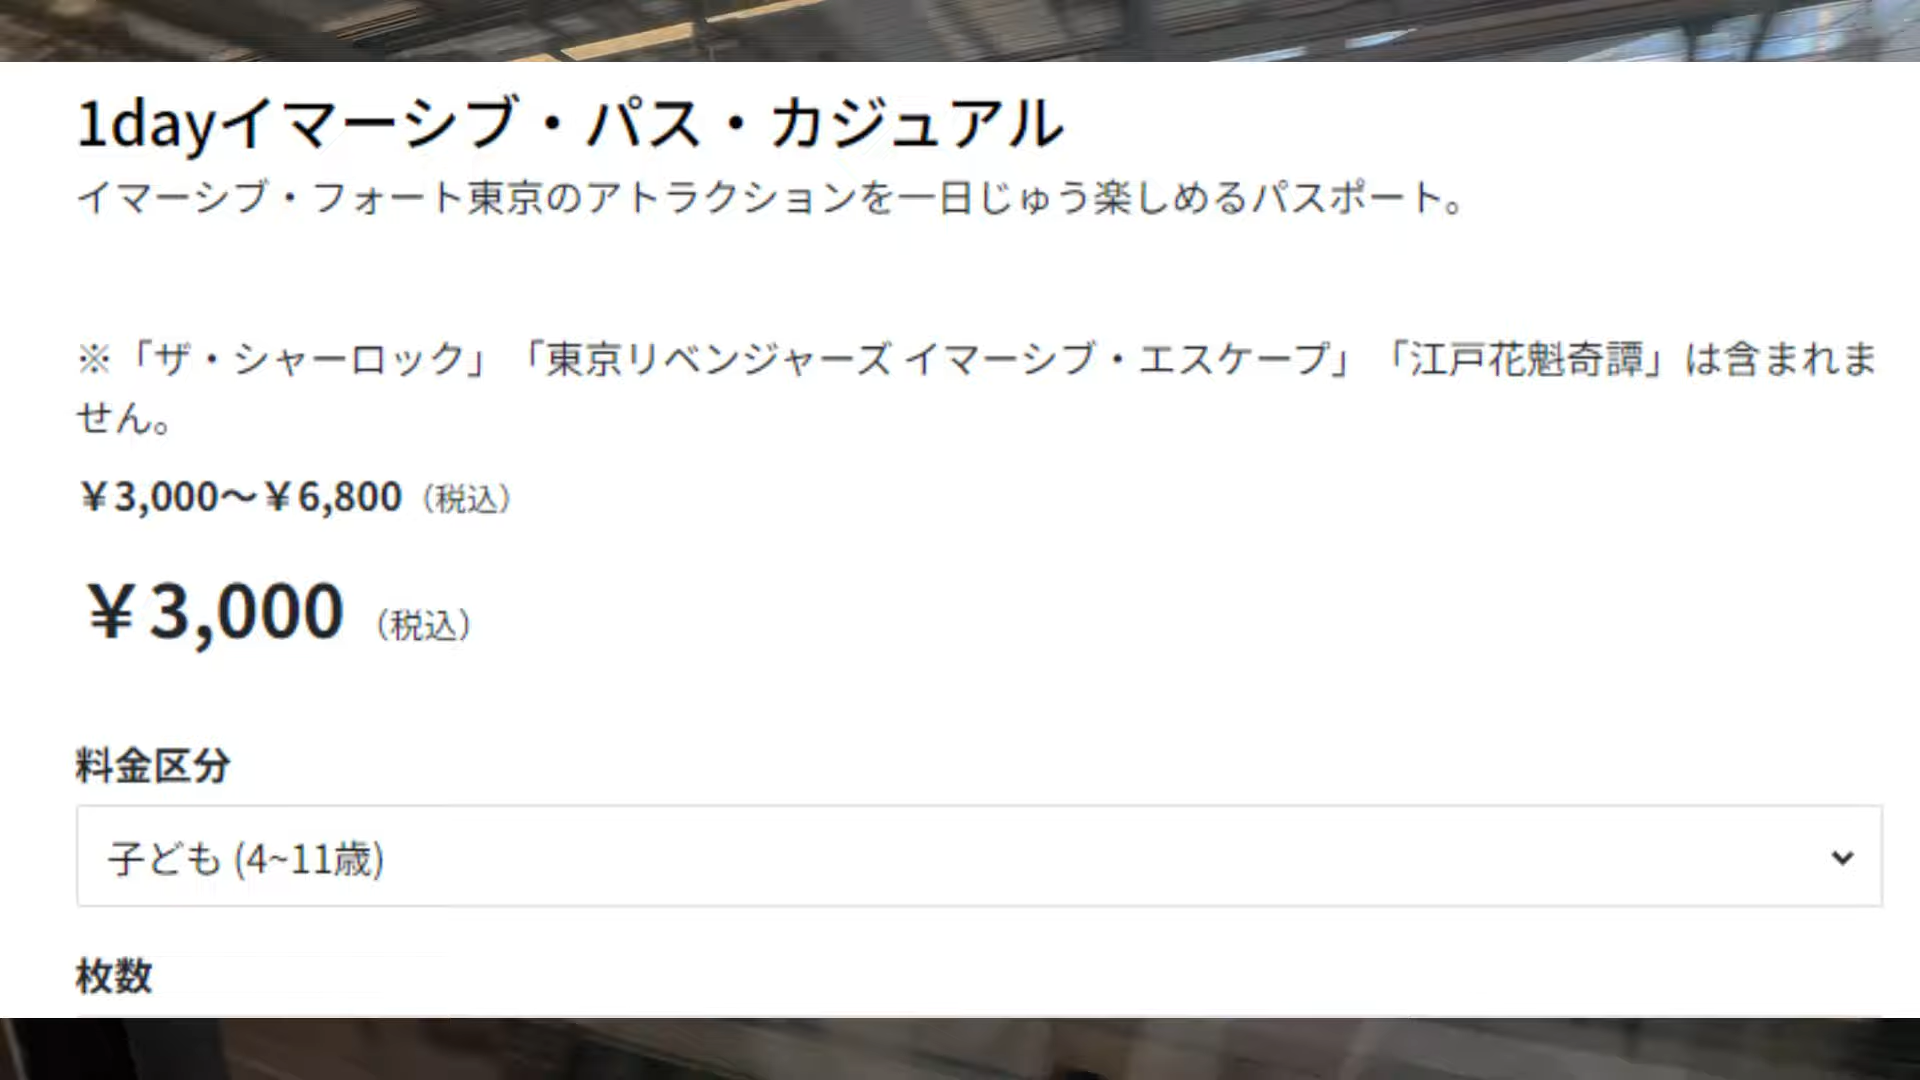 1dayイマーシブ・パス・カジュアル
イマーシブ・フォート東京のアトラクションを一日じゅう楽しめるパスポート。
※「ザ・シャーロック」「東京リベンジャーズ イマーシブ・エスケープ」「江戸花魁奇譚」は含まれま
せん。
￥3,000～￥6,800（税込）
￥3,000（税込）
料金区分
子ども (4~11歳)
枚数